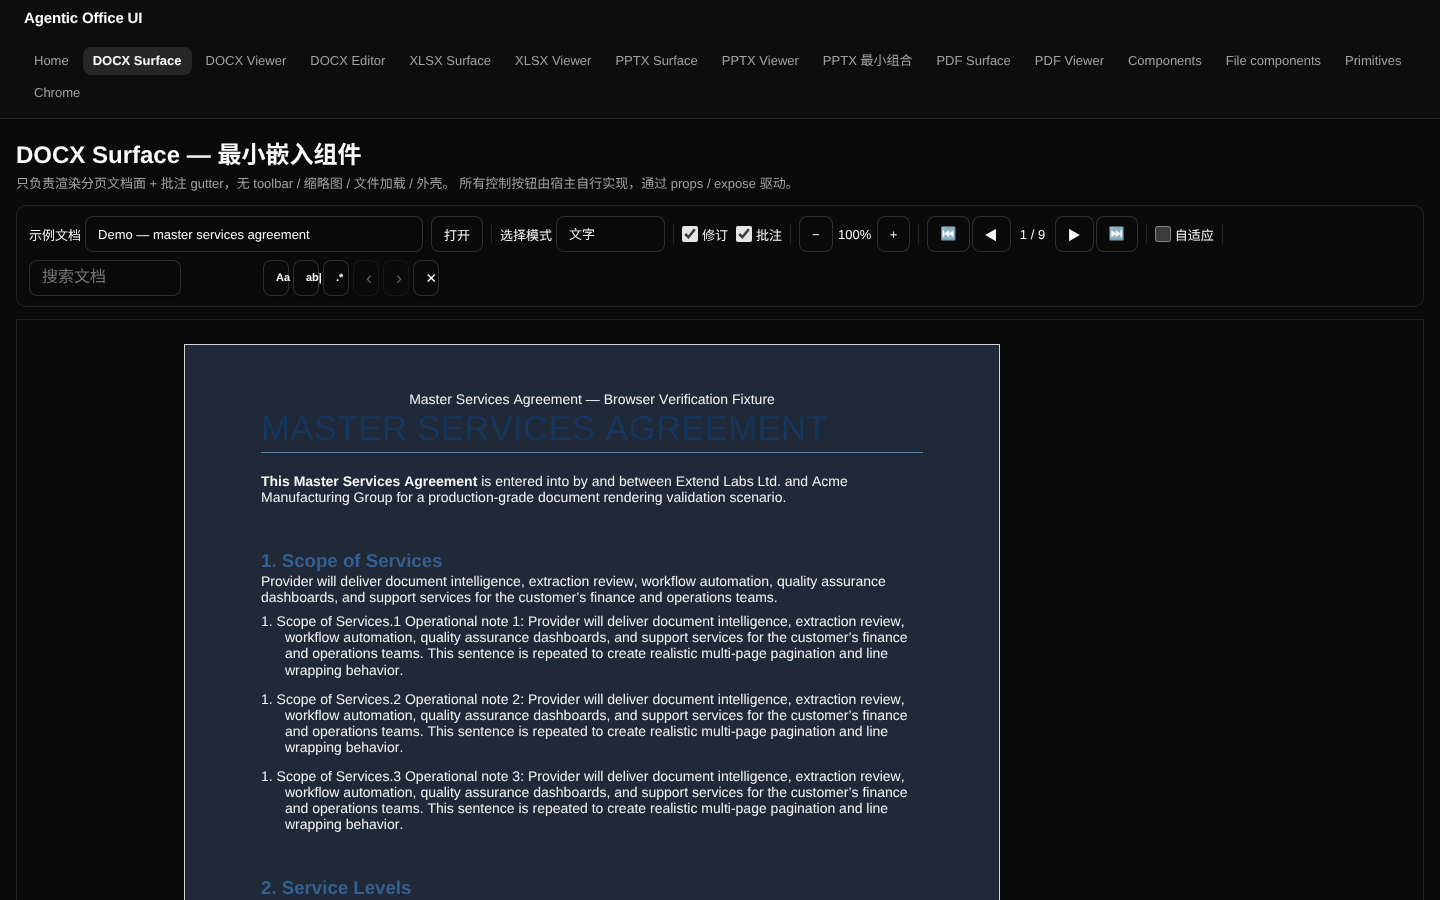 Agentic Office UI
Home DOCX Surface DOCX Viewer DOCX Editor XLSX Surface XLSX Viewer PPTX Surface PPTX Viewer PPTX 最小组合 PDF Surface PDF Viewer Components File components Primitives
Chrome
DOCX Surface — 最小嵌入组件
只负责渲染分页文档面 + 批注 gutter，无 toolbar / 缩略图 / 文件加载 / 外壳。 所有控制按钮由宿主自行实现，通过 props / expose 驱动。
示例文档 Demo — master services agreement 打开 选择模式 文字 修订 批注 − 100% + ⏮ ◀ 1 / 9 ▶ ⏭ 自适应
搜索文档 Aa ab| .* ‹ › ✕
Master Services Agreement — Browser Verification Fixture
MASTER SERVICES AGREEMENT
This Master Services Agreement is entered into by and between Extend Labs Ltd. and Acme
Manufacturing Group for a production-grade document rendering validation scenario.
1. Scope of Services
Provider will deliver document intelligence, extraction review, workflow automation, quality assurance
dashboards, and support services for the customer’s finance and operations teams.
1. Scope of Services.1 Operational note 1: Provider will deliver document intelligence, extraction review,
workflow automation, quality assurance dashboards, and support services for the customer’s finance
and operations teams. This sentence is repeated to create realistic multi-page pagination and line
wrapping behavior.
1. Scope of Services.2 Operational note 2: Provider will deliver document intelligence, extraction review,
workflow automation, quality assurance dashboards, and support services for the customer’s finance
and operations teams. This sentence is repeated to create realistic multi-page pagination and line
wrapping behavior.
1. Scope of Services.3 Operational note 3: Provider will deliver document intelligence, extraction review,
workflow automation, quality assurance dashboards, and support services for the customer’s finance
and operations teams. This sentence is repeated to create realistic multi-page pagination and line
wrapping behavior.
2. Service Levels